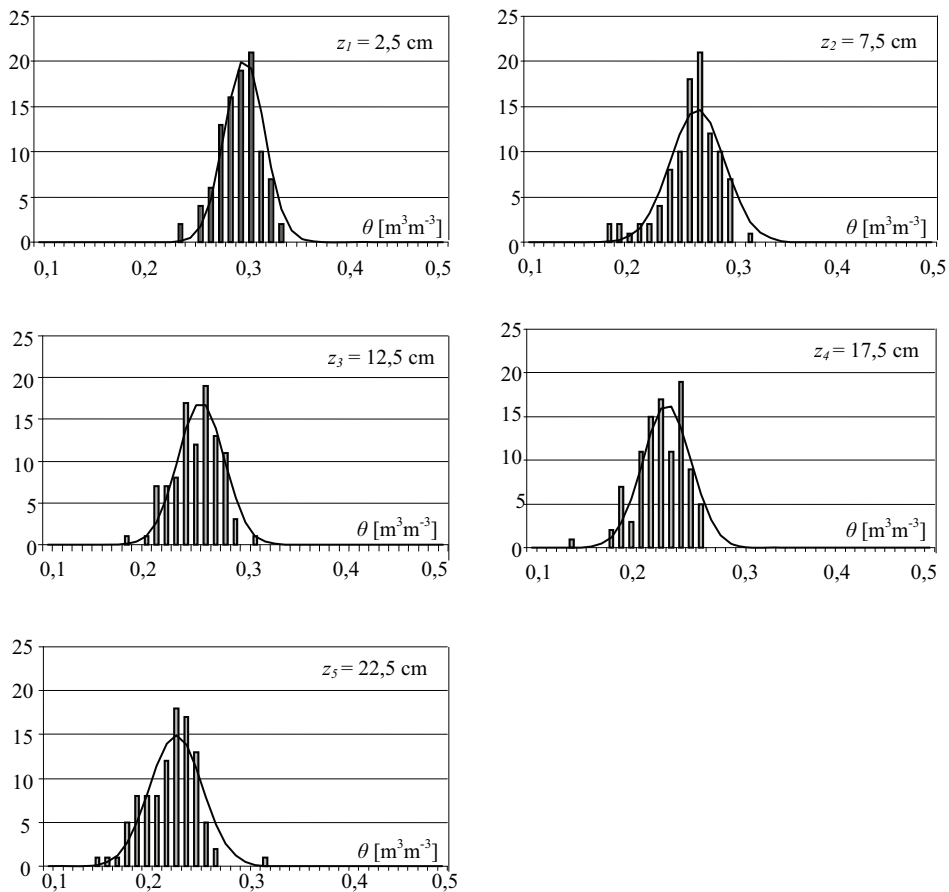 25
z₁ = 2,5 cm
20
15
10
5
θ [m³m⁻³]
0
0,1 0,2 0,3 0,4 0,5
25
z₂ = 7,5 cm
20
15
10
5
θ [m³m⁻³]
0
0,1 0,2 0,3 0,4 0,5
25
z₃ = 12,5 cm
20
15
10
5
θ [m³m⁻³]
0
0,1 0,2 0,3 0,4 0,5
25
z₄ = 17,5 cm
20
15
10
5
θ [m³m⁻³]
0
0,1 0,2 0,3 0,4 0,5
25
z₅ = 22,5 cm
20
15
10
5
θ [m³m⁻³]
0
0,1 0,2 0,3 0,4 0,5